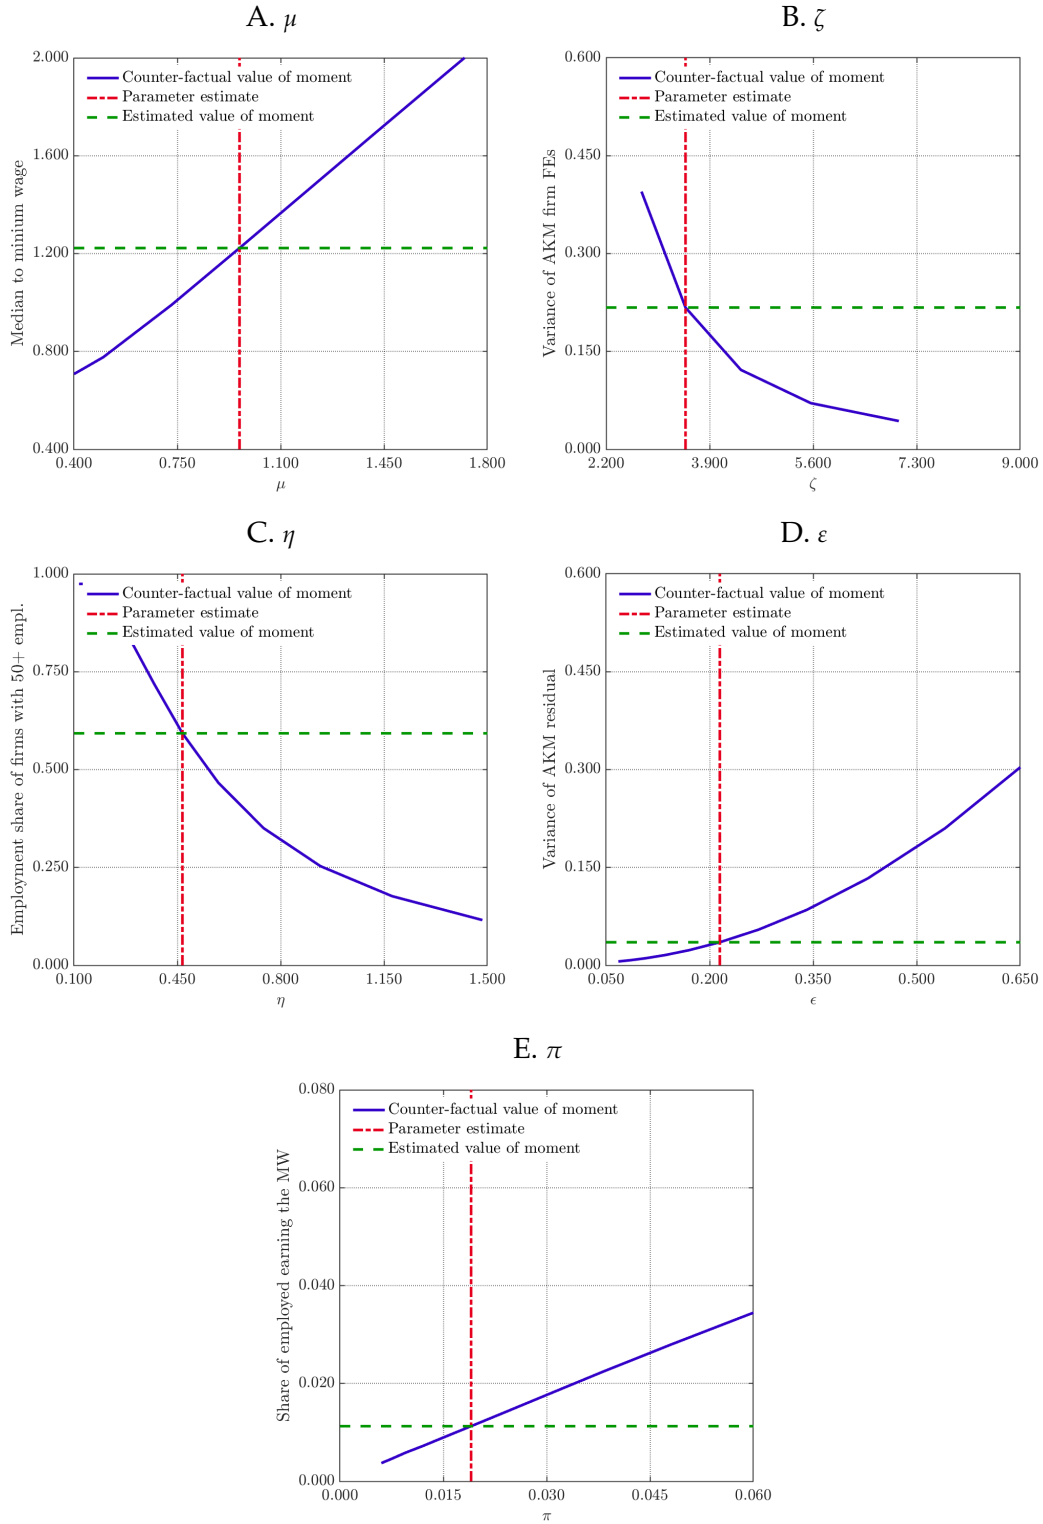 A. μ
2.000
1.600
1.200
0.800
0.400
Median to minium wage
Counter-factual value of moment
Parameter estimate
Estimated value of moment
0.400 0.750 1.100 1.450 1.800
μ
B. ζ
0.600
0.450
0.300
0.150
0.000
Variance of AKM firm FEs
Counter-factual value of moment
Parameter estimate
Estimated value of moment
2.200 3.900 5.600 7.300 9.000
ζ
C. η
1.000
0.750
0.500
0.250
0.000
Employment share of firms with 50+ empl.
Counter-factual value of moment
Parameter estimate
Estimated value of moment
0.100 0.450 0.800 1.150 1.500
η
D. ε
0.600
0.450
0.300
0.150
0.000
Variance of AKM residual
Counter-factual value of moment
Parameter estimate
Estimated value of moment
0.050 0.200 0.350 0.500 0.650
ϵ
E. π
0.080
0.060
0.040
0.020
0.000
Share of employed earning the MW
Counter-factual value of moment
Parameter estimate
Estimated value of moment
0.000 0.015 0.030 0.045 0.060
π